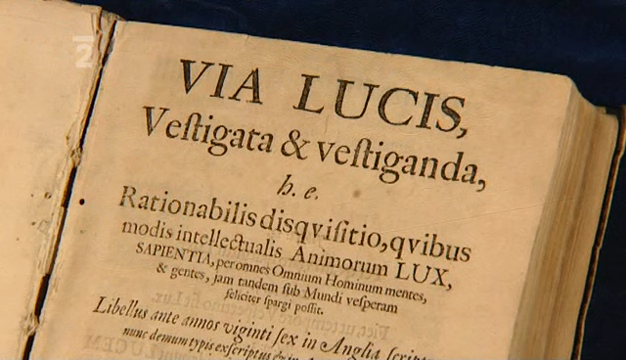 VIA LUCIS,
Veſtigata & veſtiganda,
h. e.
Rationabilis disqviſitio, qvibus
modis intellectualis Animorum LUX,
SAPIENTIA, per omnes Omnium Hominum mentes,
& gentes, jam tandem ſub Mundi veſperam
feliciter ſpargi poſſit.
Libellus ante annos viginti ſex in Anglia
nunc demum typis exſcriptus
2